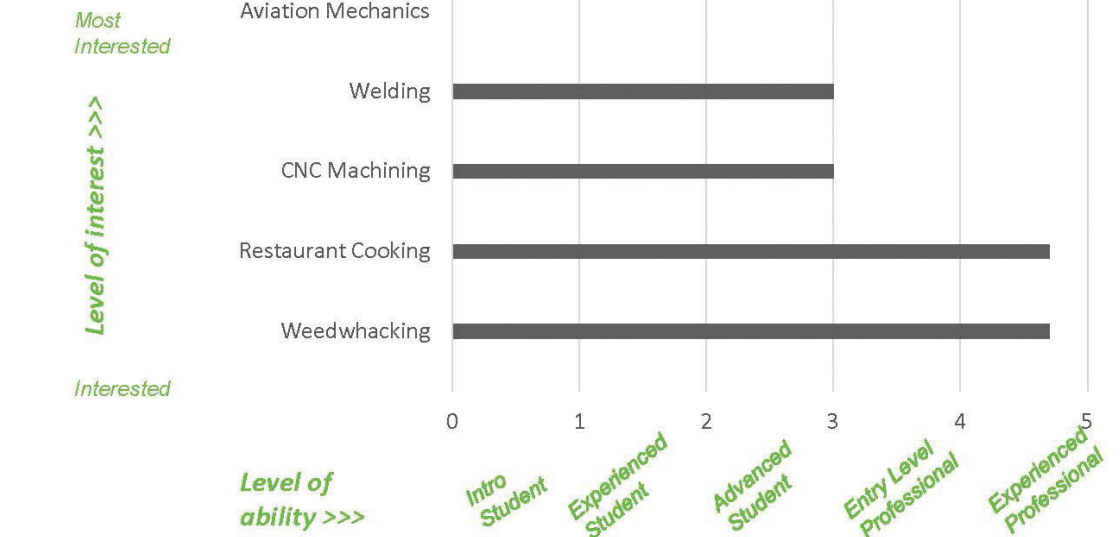 Aviation Mechanics
Most
Interested
Welding
CNC Machining
Restaurant Cooking
Weedwhacking
Level of interest >>>
Interested
0 1 2 3 4 5
Level of
ability >>>
Intro
Student
Experienced
Student
Advanced
Student
Entry Level
Professional
Experienced
Professional